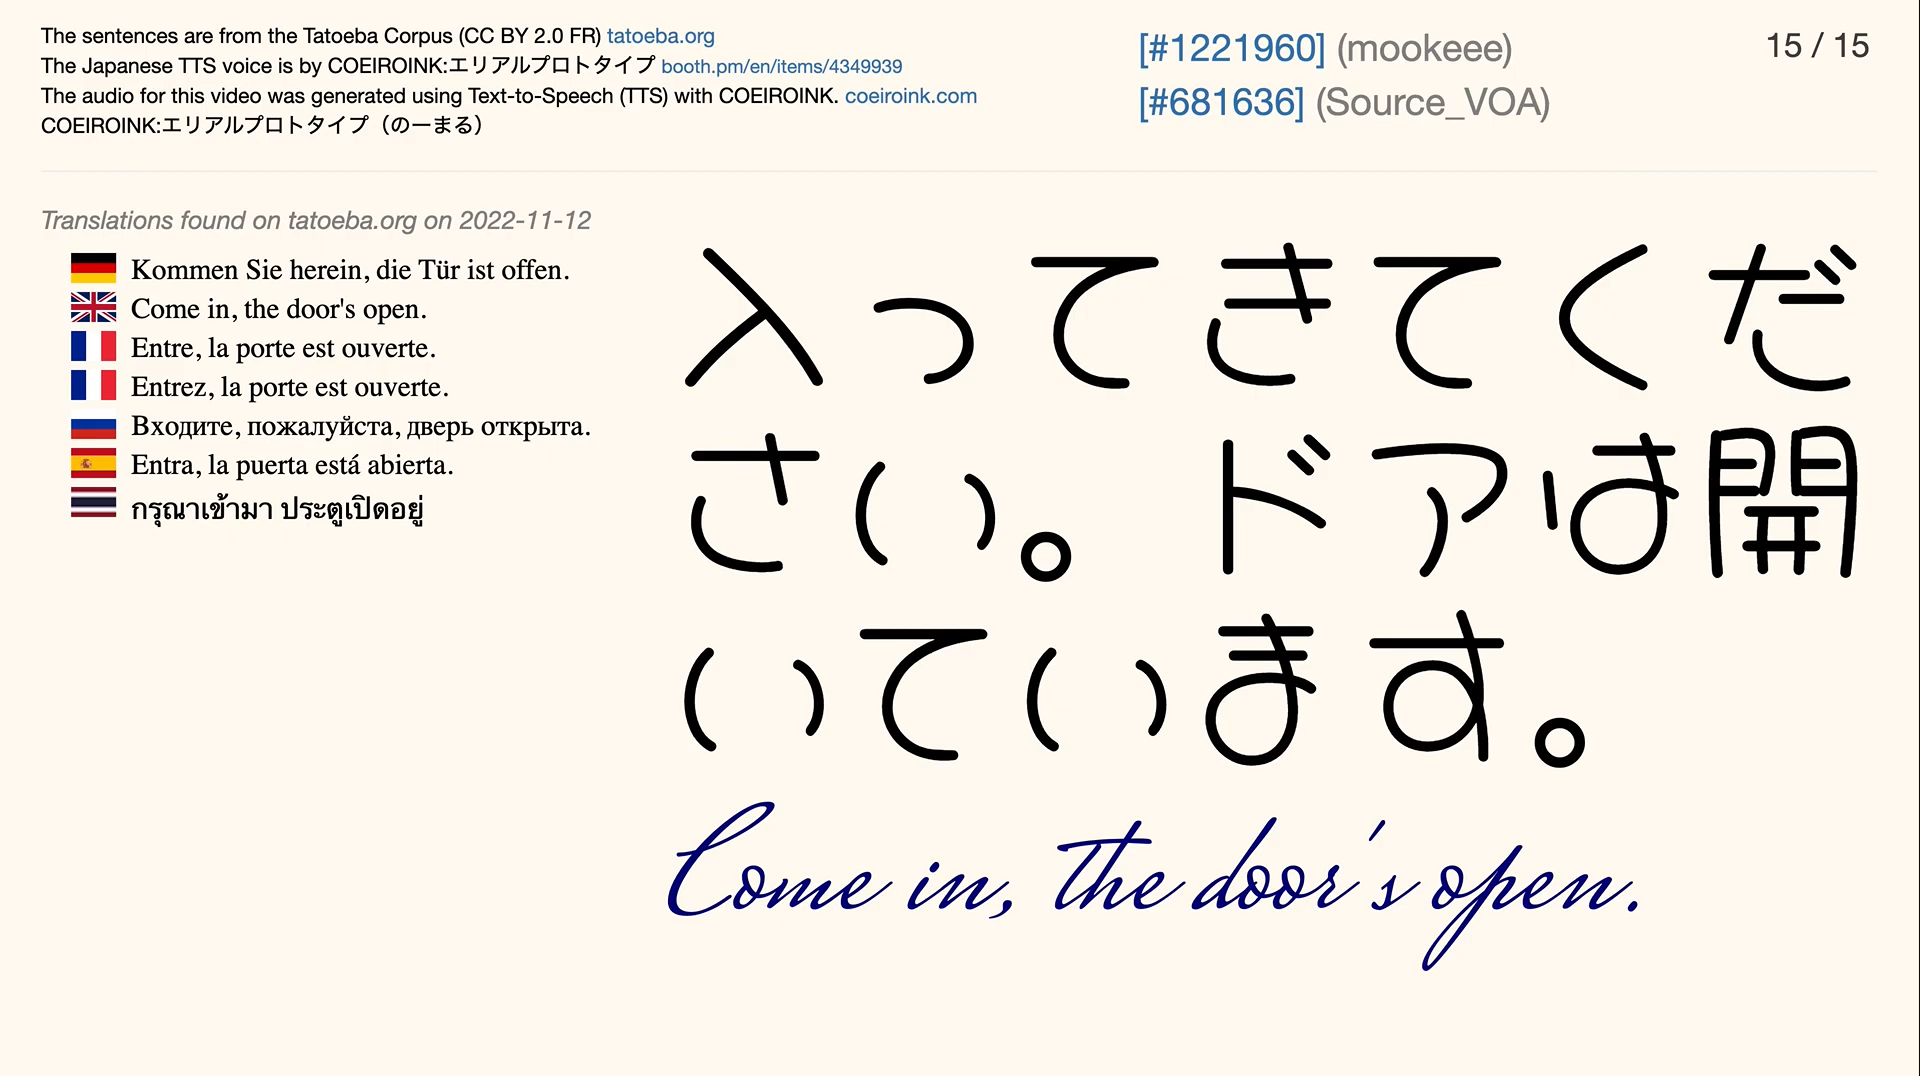 The sentences are from the Tatoeba Corpus (CC BY 2.0 FR) tatoeba.org
The Japanese TTS voice is by COEIROINK:エリアルプロトタイプ booth.pm/en/items/4349939
The audio for this video was generated using Text-to-Speech (TTS) with COEIROINK. coeiroink.com
COEIROINK:エリアルプロトタイプ（のーまる）
[#1221960] (mookeee)
[#681636] (Source_VOA)
15 / 15
Translations found on tatoeba.org on 2022-11-12
Kommen Sie herein, die Tür ist offen.
Come in, the door's open.
Entre, la porte est ouverte.
Entrez, la porte est ouverte.
Входите, пожалуйста, дверь открыта.
Entra, la puerta está abierta.
กรุณาเข้ามา ประตูเปิดอยู่
入ってきてくだ
さい。ドアは開
いています。
Come in, the door's open.